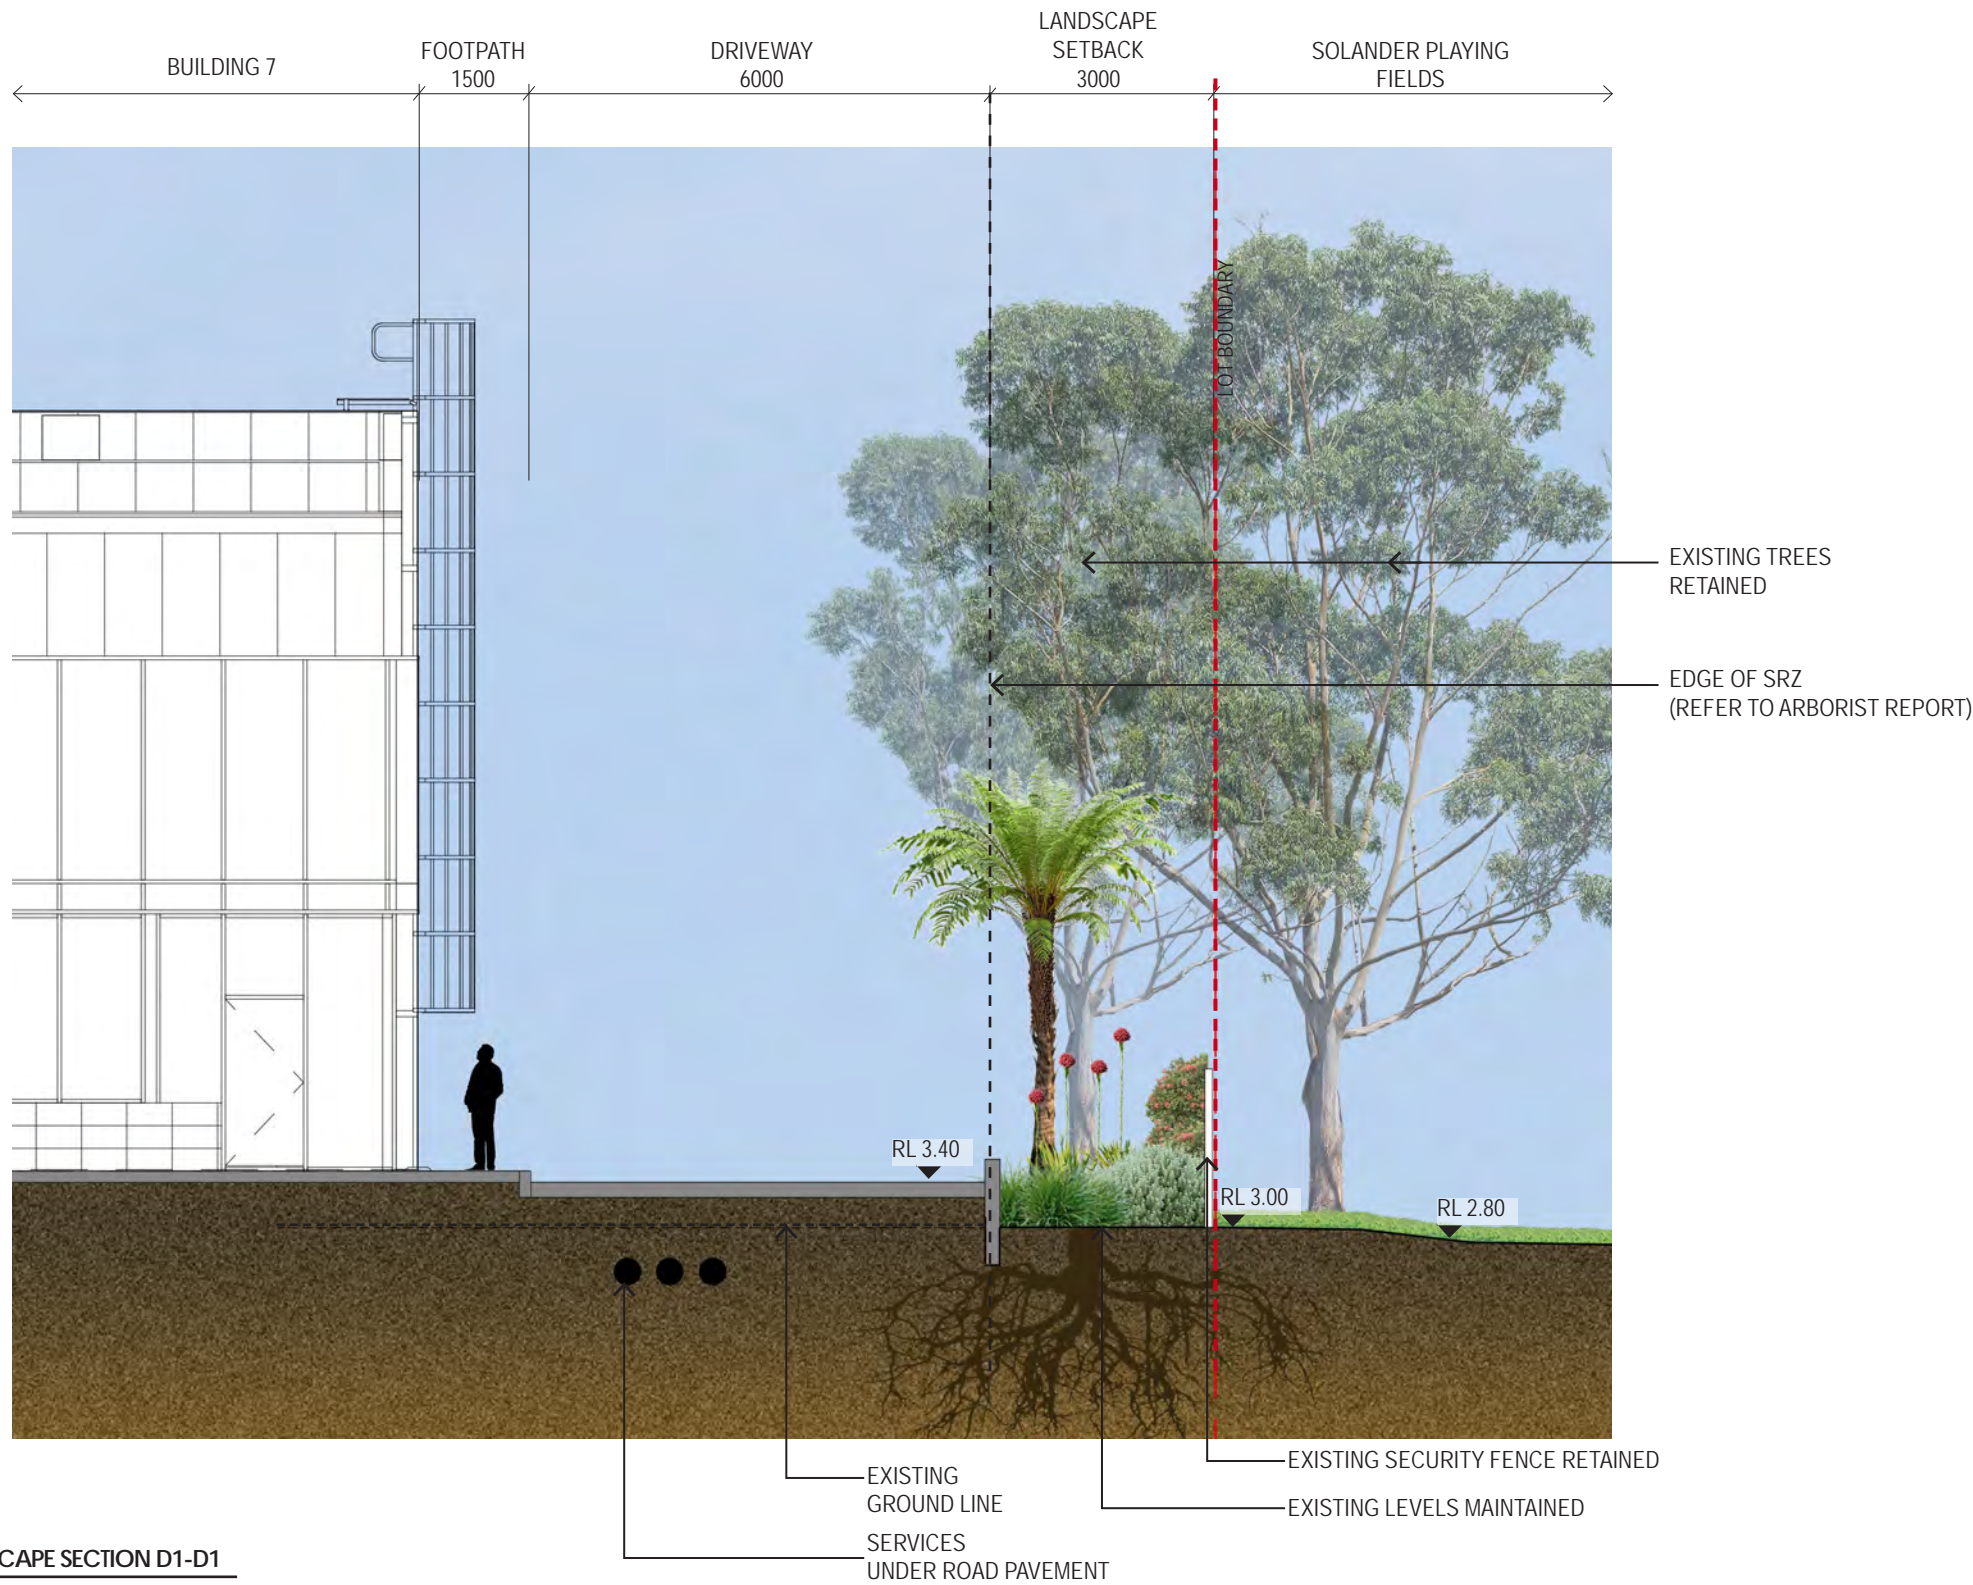 BUILDING 7
FOOTPATH
1500
DRIVEWAY
6000
LANDSCAPE
SETBACK
3000
SOLANDER PLAYING
FIELDS
LOT BOUNDARY
EXISTING TREES
RETAINED
EDGE OF SRZ
(REFER TO ARBORIST REPORT)
RL 3.40
RL 3.00
RL 2.80
EXISTING SECURITY FENCE RETAINED
EXISTING
GROUND LINE
EXISTING LEVELS MAINTAINED
SERVICES
UNDER ROAD PAVEMENT
CAPE SECTION D1-D1